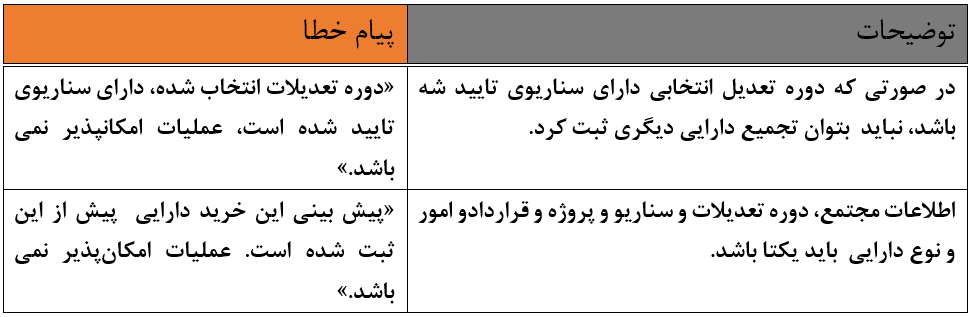 توضیحات
پیام خطا
در صورتی که دوره تعدیل انتخابی دارای سناریوی تایید شه
باشد، نباید بتوان تجمیع دارایی دیگری ثبت کرد.
«دوره تعدیلات انتخاب شده، دارای سناریوی
تایید شده است، عملیات امکانپذیر نمی
باشد.»
اطلاعات مجتمع، دوره تعدیلات و سناریو و پروژه و قراردادو امور
و نوع دارایی باید یکتا باشد.
«پیش بینی این خرید دارایی پیش از این
ثبت شده است. عملیات امکان‌پذیر نمی
باشد.»